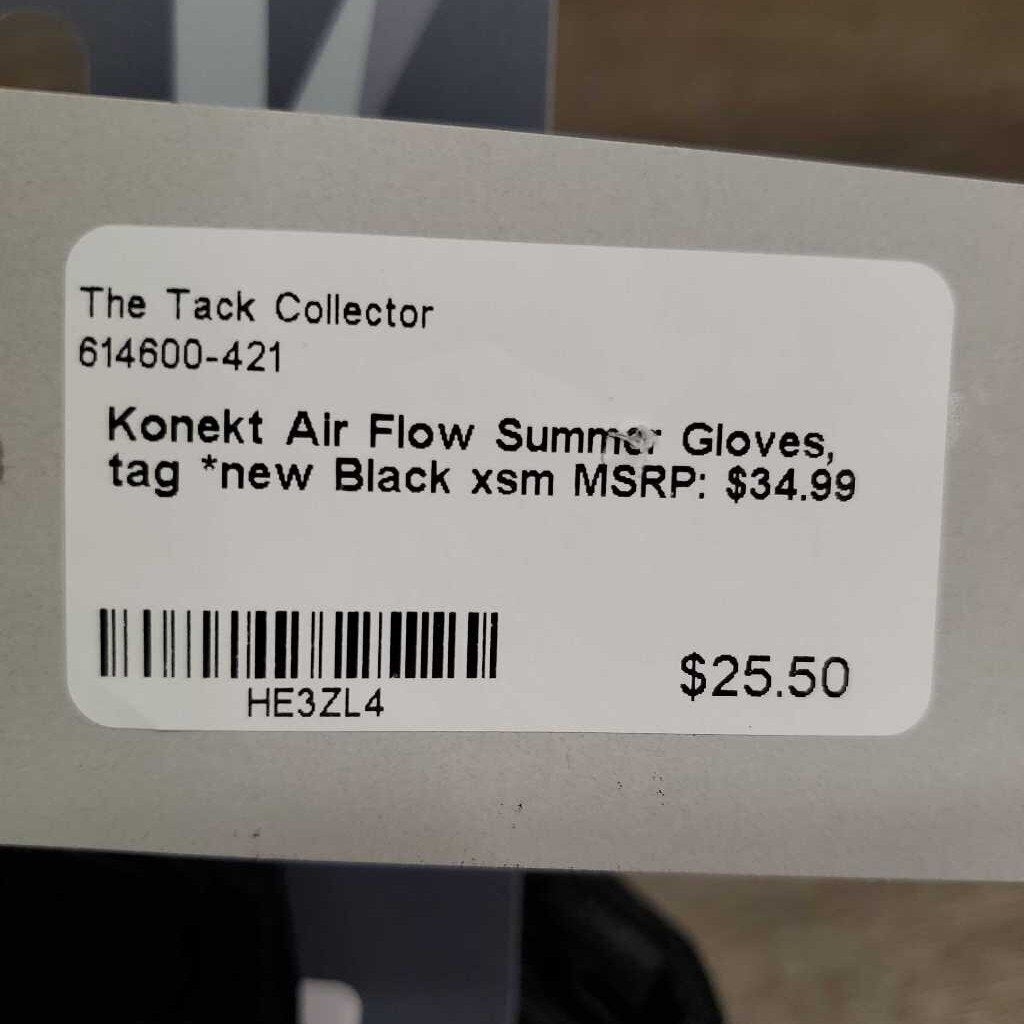 The Tack Collector
614600-421
Konekt Air Flow Summer Gloves,
tag *new Black xsm MSRP: $34.99
HE3ZL4
$25.50